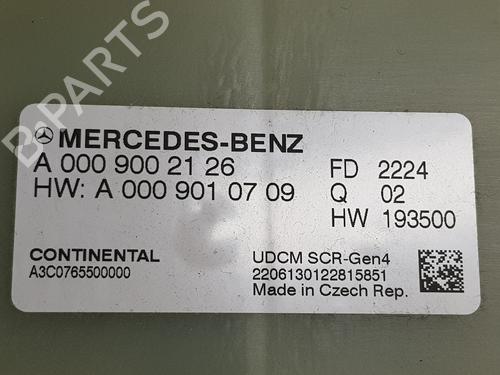 MERCEDES-BENZ
A 000 900 21 26 FD 2224
HW: A 000 901 07 09 Q 02
HW 193500
CONTINENTAL UDCM SCR-Gen4
A3C0765500000 2206130122815851
Made in Czech Rep.
B-PARTS